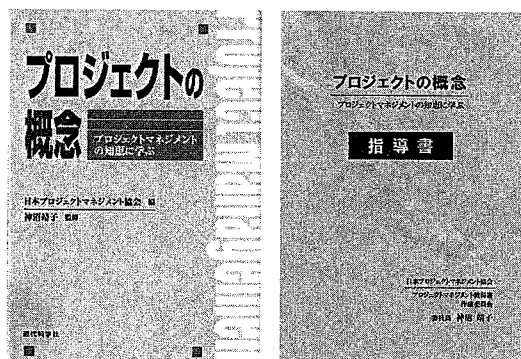 プロジェクトの
概念
プロジェクトマネジメント
の知恵に学ぶ
日本プロジェクトマネジメント協会 編
神沼靖子 監修
近代科学社
プロジェクトの概念
プロジェクトマネジメントの知恵に学ぶ
指導書
日本プロジェクトマネジメント協会
プロジェクトマネジメント教科書
作成委員会
委員長 神沼 靖子